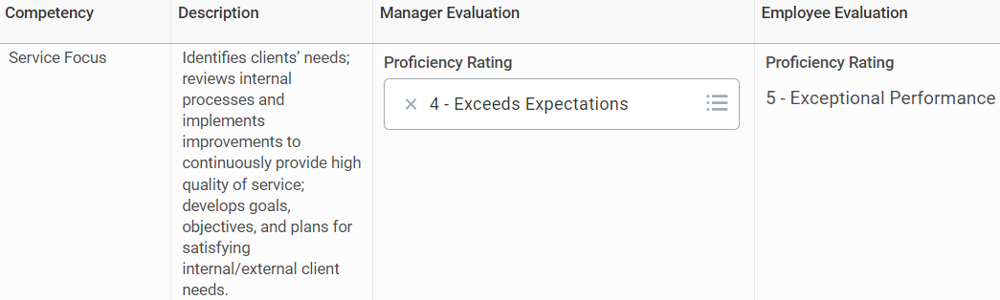 Competency
Description
Manager Evaluation
Employee Evaluation
Service Focus
Identifies clients’ needs;
reviews internal
processes and
implements
improvements to
continuously provide high
quality of service;
develops goals,
objectives, and plans for
satisfying
internal/external client
needs.
Proficiency Rating
× 4 - Exceeds Expectations
Proficiency Rating
5 - Exceptional Performance